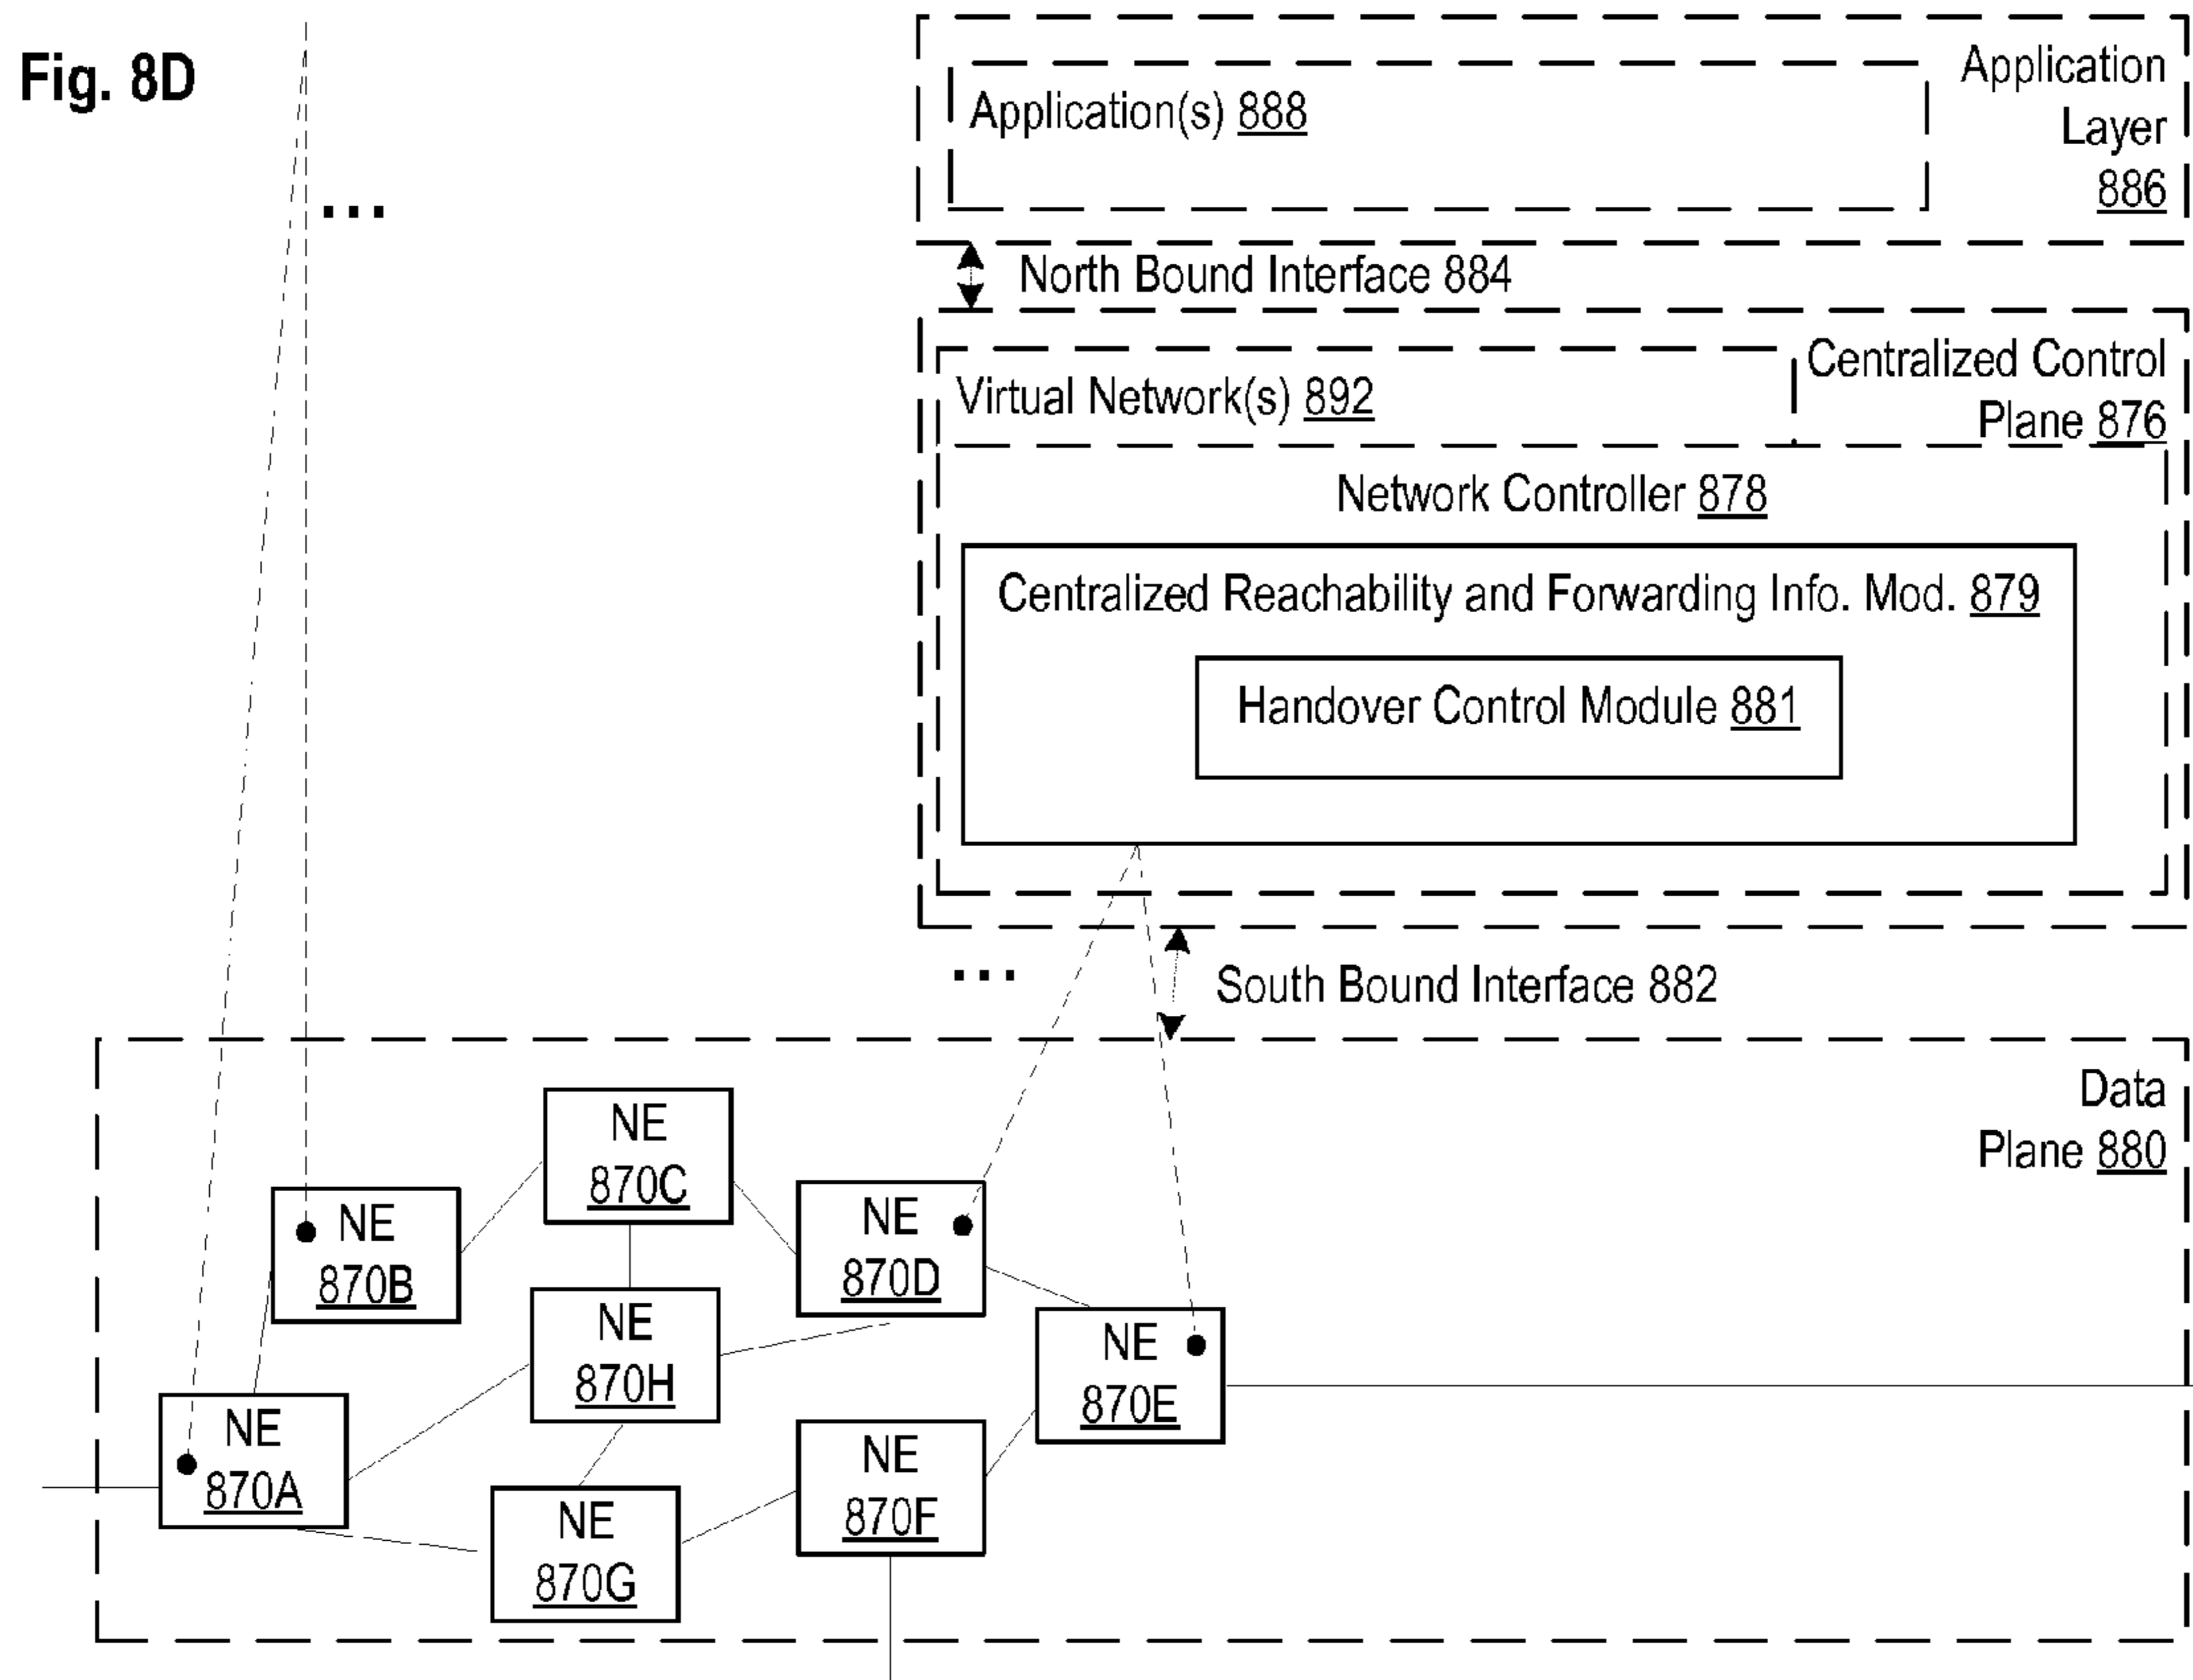 Fig. 8D
...
Application
Layer
886
Application(s) 888
North Bound Interface 884
Centralized Control
Plane 876
Virtual Network(s) 892
Network Controller 878
Centralized Reachability and Forwarding Info. Mod. 879
Handover Control Module 881
...
South Bound Interface 882
Data
Plane 880
NE
870C
NE
870B
NE
870D
NE
870H
NE
870E
NE
870A
NE
870F
NE
870G